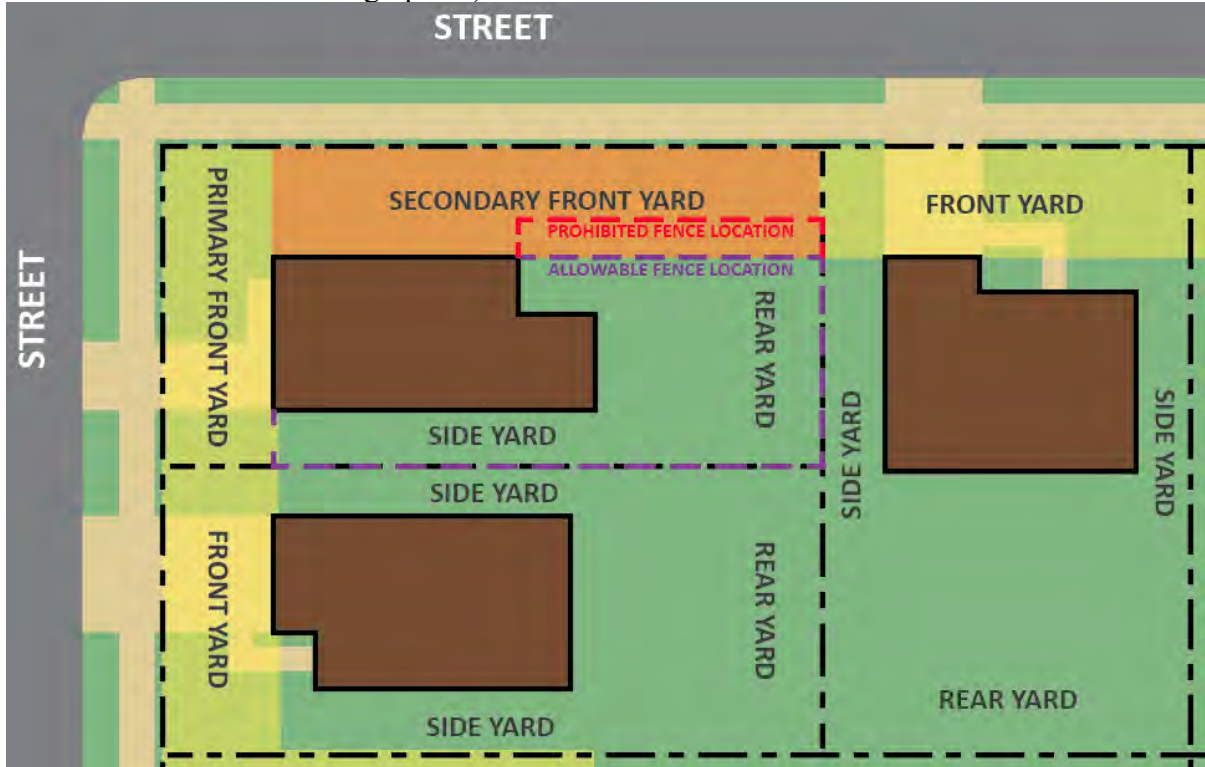 STREET
STREET
PRIMARY FRONT YARD
SECONDARY FRONT YARD
PROHIBITED FENCE LOCATION
ALLOWABLE FENCE LOCATION
REAR YARD
SIDE YARD
FRONT YARD
SIDE YARD
SIDE YARD
SIDE YARD
FRONT YARD
REAR YARD
SIDE YARD
REAR YARD